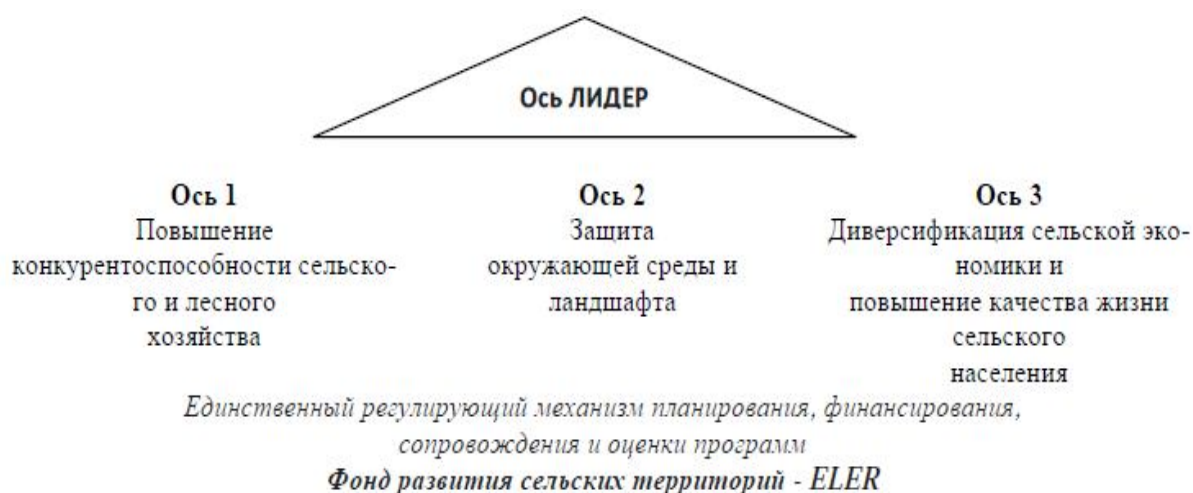 Ось ЛИДЕР
Ось 1
Повышение
конкурентоспособности сельско-
го и лесного
хозяйства
Ось 2
Защита
окружающей среды и
ландшафта
Ось 3
Диверсификация сельской эко-
номики и
повышение качества жизни
сельского
населения
Единственный регулирующий механизм планирования, финансирования,
сопровождения и оценки программ
Фонд развития сельских территорий - ELER